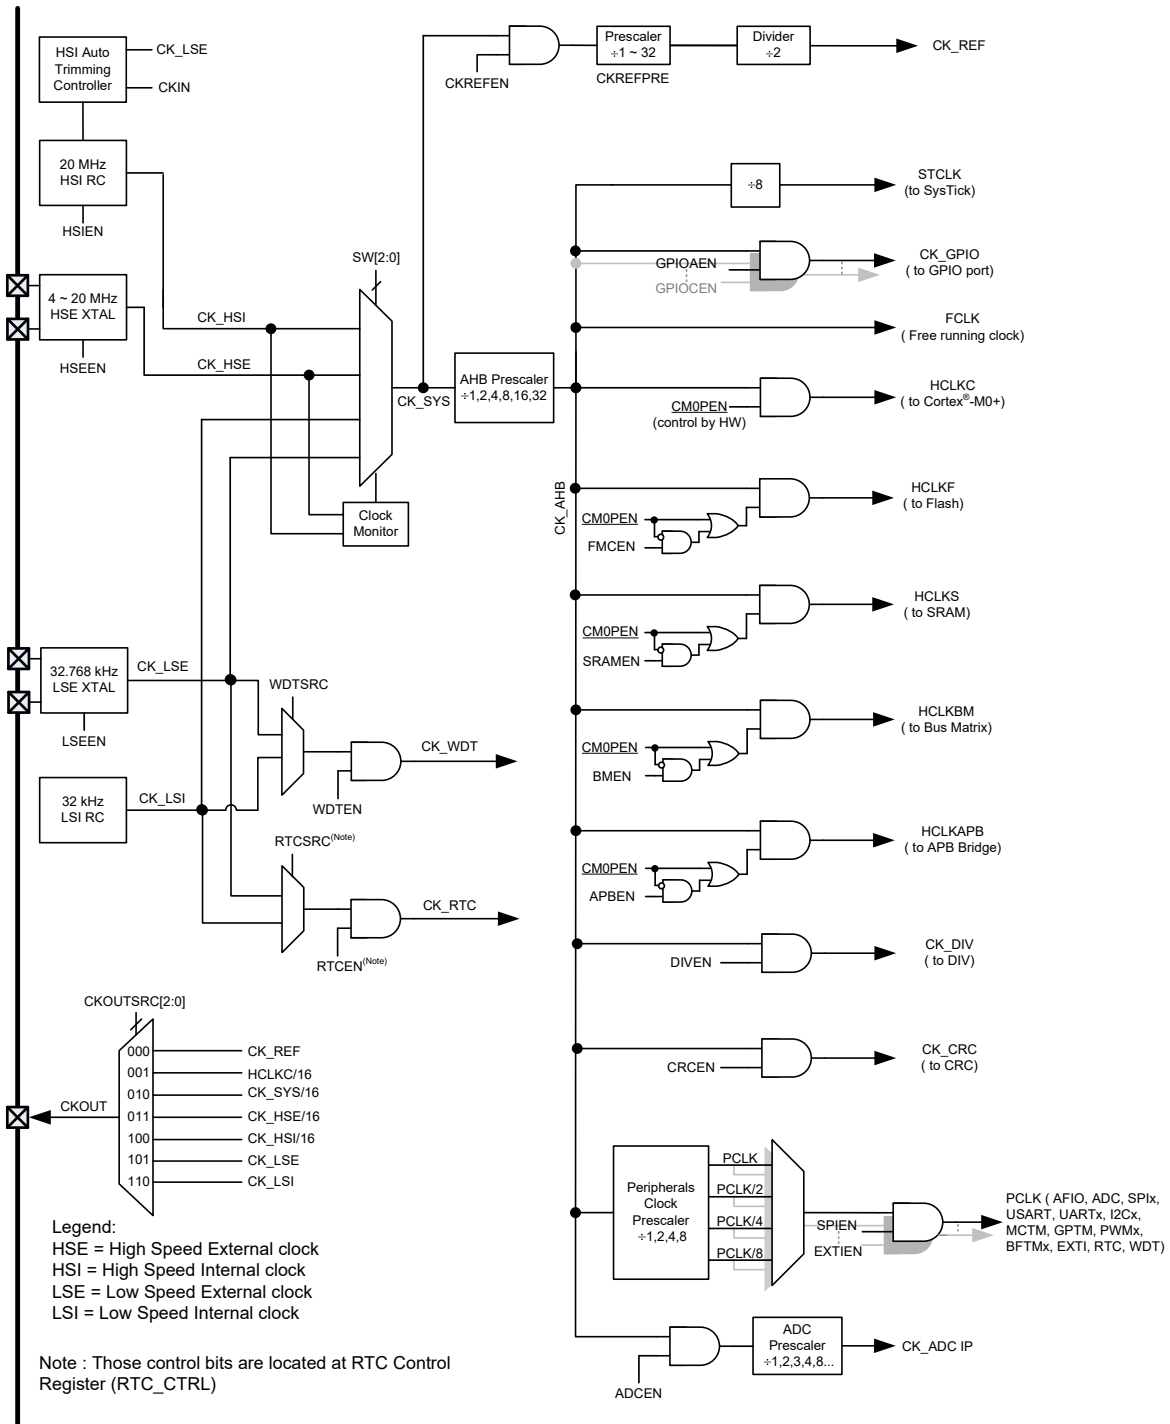 HSI Auto
Trimming
Controller
CK_LSE
CKIN
20 MHz
HSI RC
HSIEN
4 ~ 20 MHz
HSE XTAL
HSEEN
CK_HSI
CK_HSE
SW[2:0]
CK_SYS
Clock
Monitor
AHB Prescaler
÷1,2,4,8,16,32
CKREFEN
Prescaler
÷1 ~ 32
CKREFPRE
Divider
÷2
CK_REF
÷8
STCLK
(to SysTick)
GPIOAEN
GPIOCEN
CK_GPIO
( to GPIO port)
FCLK
( Free running clock)
CM0PEN
(control by HW)
HCLKC
( to Cortex®-M0+)
CK_AHB
CM0PEN
FMCEN
HCLKF
( to Flash)
CM0PEN
SRAMEN
HCLKS
( to SRAM)
CM0PEN
BMEN
HCLKBM
( to Bus Matrix)
CM0PEN
APBEN
HCLKAPB
( to APB Bridge)
DIVEN
CK_DIV
( to DIV)
CRCEN
CK_CRC
( to CRC)
Peripherals
Clock
Prescaler
÷1,2,4,8
PCLK
PCLK/2
PCLK/4
PCLK/8
SPIEN
EXTIEN
PCLK ( AFIO, ADC, SPIx,
USART, UARTx, I2Cx,
MCTM, GPTM, PWMx,
BFTMx, EXTI, RTC, WDT)
ADCEN
ADC
Prescaler
÷1,2,3,4,8...
CK_ADC IP
32.768 kHz
LSE XTAL
LSEEN
CK_LSE
32 kHz
LSI RC
CK_LSI
WDTSRC
WDTEN
CK_WDT
RTCSRC(Note)
RTCEN(Note)
CK_RTC
CKOUTSRC[2:0]
CKOUT
000 CK_REF
001 HCLKC/16
010 CK_SYS/16
011 CK_HSE/16
100 CK_HSI/16
101 CK_LSE
110 CK_LSI
Legend:
HSE = High Speed External clock
HSI = High Speed Internal clock
LSE = Low Speed External clock
LSI = Low Speed Internal clock
Note : Those control bits are located at RTC Control
Register (RTC_CTRL)